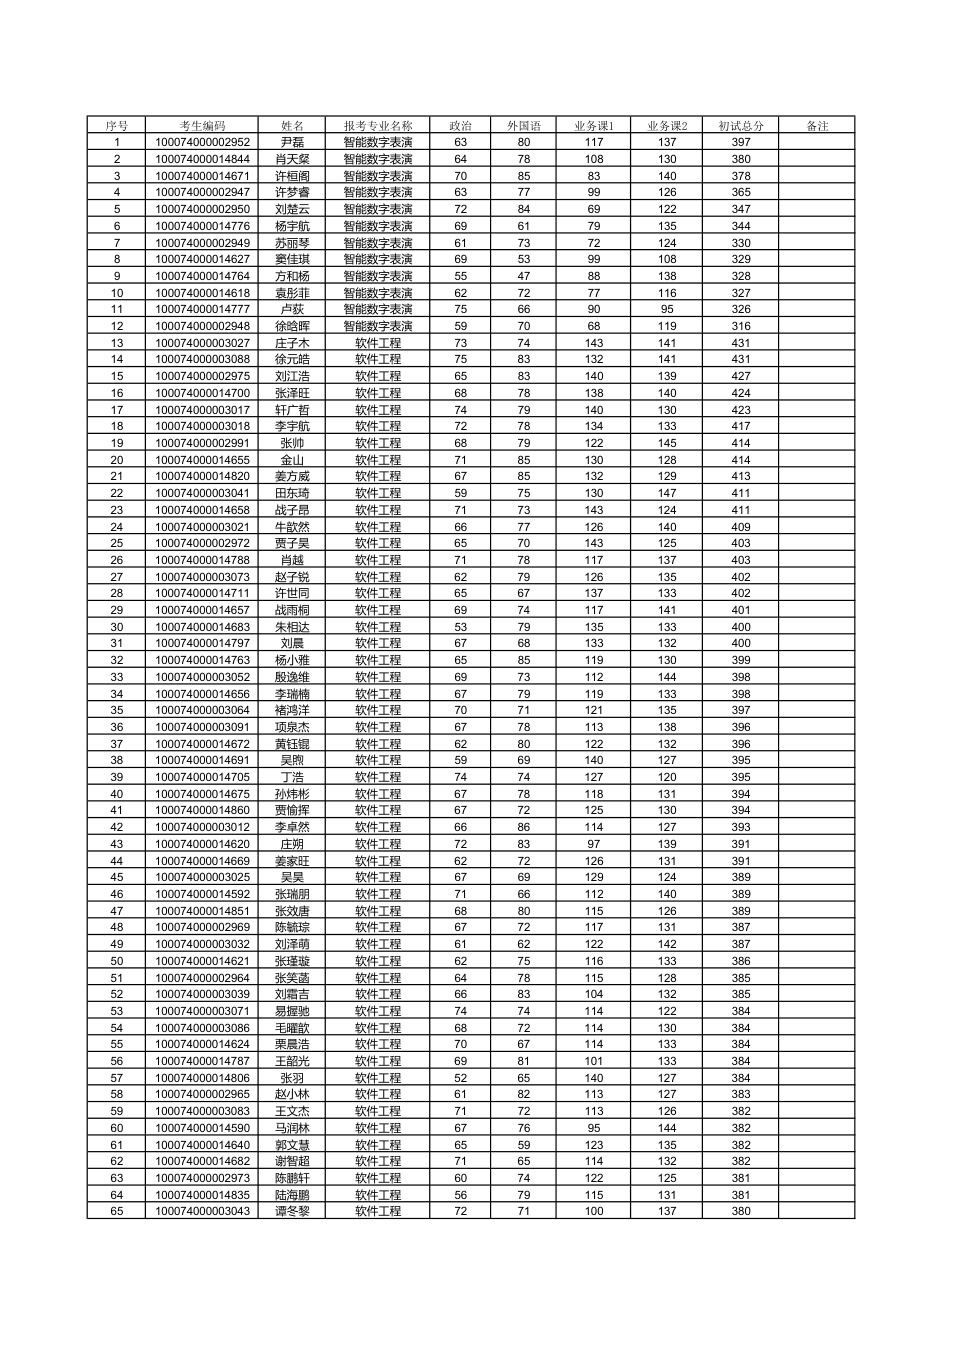 序号 考生编码 姓名 报考专业名称 政治 外国语 业务课1 业务课2 初试总分 备注
1 100074000002952 尹磊 智能数字表演 63 80 117 137 397
2 100074000014844 肖天粲 智能数字表演 64 78 108 130 380
3 100074000014671 许桓阁 智能数字表演 70 85 83 140 378
4 100074000002947 许梦睿 智能数字表演 63 77 99 126 365
5 100074000002950 刘楚云 智能数字表演 72 84 69 122 347
6 100074000014776 杨宇航 智能数字表演 69 61 79 135 344
7 100074000002949 苏丽琴 智能数字表演 61 73 72 124 330
8 100074000014627 窦佳琪 智能数字表演 69 53 99 108 329
9 100074000014764 方和杨 智能数字表演 55 47 88 138 328
10 100074000014618 袁彤菲 智能数字表演 62 72 77 116 327
11 100074000014777 卢荻 智能数字表演 75 66 90 95 326
12 100074000002948 徐晗晖 智能数字表演 59 70 68 119 316
13 100074000003027 庄子木 软件工程 73 74 143 141 431
14 100074000003088 徐元皓 软件工程 75 83 132 141 431
15 100074000002975 刘江浩 软件工程 65 83 140 139 427
16 100074000014700 张泽旺 软件工程 68 78 138 140 424
17 100074000003017 轩广哲 软件工程 74 79 140 130 423
18 100074000003018 李宇航 软件工程 72 78 134 133 417
19 100074000002991 张帅 软件工程 68 79 122 145 414
20 100074000014655 金山 软件工程 71 85 130 128 414
21 100074000014820 姜方威 软件工程 67 85 132 129 413
22 100074000003041 田东琦 软件工程 59 75 130 147 411
23 100074000014658 战子昂 软件工程 71 73 143 124 411
24 100074000003021 牛歆然 软件工程 66 77 126 140 409
25 100074000002972 贾子昊 软件工程 65 70 143 125 403
26 100074000014788 肖越 软件工程 71 78 117 137 403
27 100074000003073 赵子锐 软件工程 62 79 126 135 402
28 100074000014711 许世同 软件工程 65 67 137 133 402
29 100074000014657 战雨桐 软件工程 69 74 117 141 401
30 100074000014683 朱相达 软件工程 53 79 135 133 400
31 100074000014797 刘晨 软件工程 67 68 133 132 400
32 100074000014763 杨小雅 软件工程 65 85 119 130 399
33 100074000003052 殷逸维 软件工程 69 73 112 144 398
34 100074000014656 李瑞楠 软件工程 67 79 119 133 398
35 100074000003064 褚鸿洋 软件工程 70 71 121 135 397
36 100074000003091 项泉杰 软件工程 67 78 113 138 396
37 100074000014672 黄钰锟 软件工程 62 80 122 132 396
38 100074000014691 吴煦 软件工程 59 69 140 127 395
39 100074000014705 丁浩 软件工程 74 74 127 120 395
40 100074000014675 孙炜彬 软件工程 67 78 118 131 394
41 100074000014860 贾愉挥 软件工程 67 72 125 130 394
42 100074000003012 李卓然 软件工程 66 86 114 127 393
43 100074000014620 庄朔 软件工程 72 83 97 139 391
44 100074000014669 姜家旺 软件工程 62 72 126 131 391
45 100074000003025 吴昊 软件工程 67 69 129 124 389
46 100074000014592 张瑞朋 软件工程 71 66 112 140 389
47 100074000014851 张效唐 软件工程 68 80 115 126 389
48 100074000002969 陈毓琮 软件工程 67 72 117 131 387
49 100074000003032 刘泽萌 软件工程 61 62 122 142 387
50 100074000014621 张瑾璇 软件工程 62 75 116 133 386
51 100074000002964 张笑菡 软件工程 64 78 115 128 385
52 100074000003039 刘霜吉 软件工程 66 83 104 132 385
53 100074000003071 易握驰 软件工程 74 74 114 122 384
54 100074000003086 毛曜歆 软件工程 68 72 114 130 384
55 100074000014624 栗晨浩 软件工程 70 67 114 133 384
56 100074000014787 王韶光 软件工程 69 81 101 133 384
57 100074000014806 张羽 软件工程 52 65 140 127 384
58 100074000002965 赵小林 软件工程 61 82 113 127 383
59 100074000003083 王文杰 软件工程 71 72 113 126 382
60 100074000014590 马润林 软件工程 67 76 95 144 382
61 100074000014640 郭文慧 软件工程 65 59 123 135 382
62 100074000014682 谢智超 软件工程 71 65 114 132 382
63 100074000002973 陈鹏轩 软件工程 60 74 122 125 381
64 100074000014835 陆海鹏 软件工程 56 79 115 131 381
65 100074000003043 谭冬黎 软件工程 72 71 100 137 380